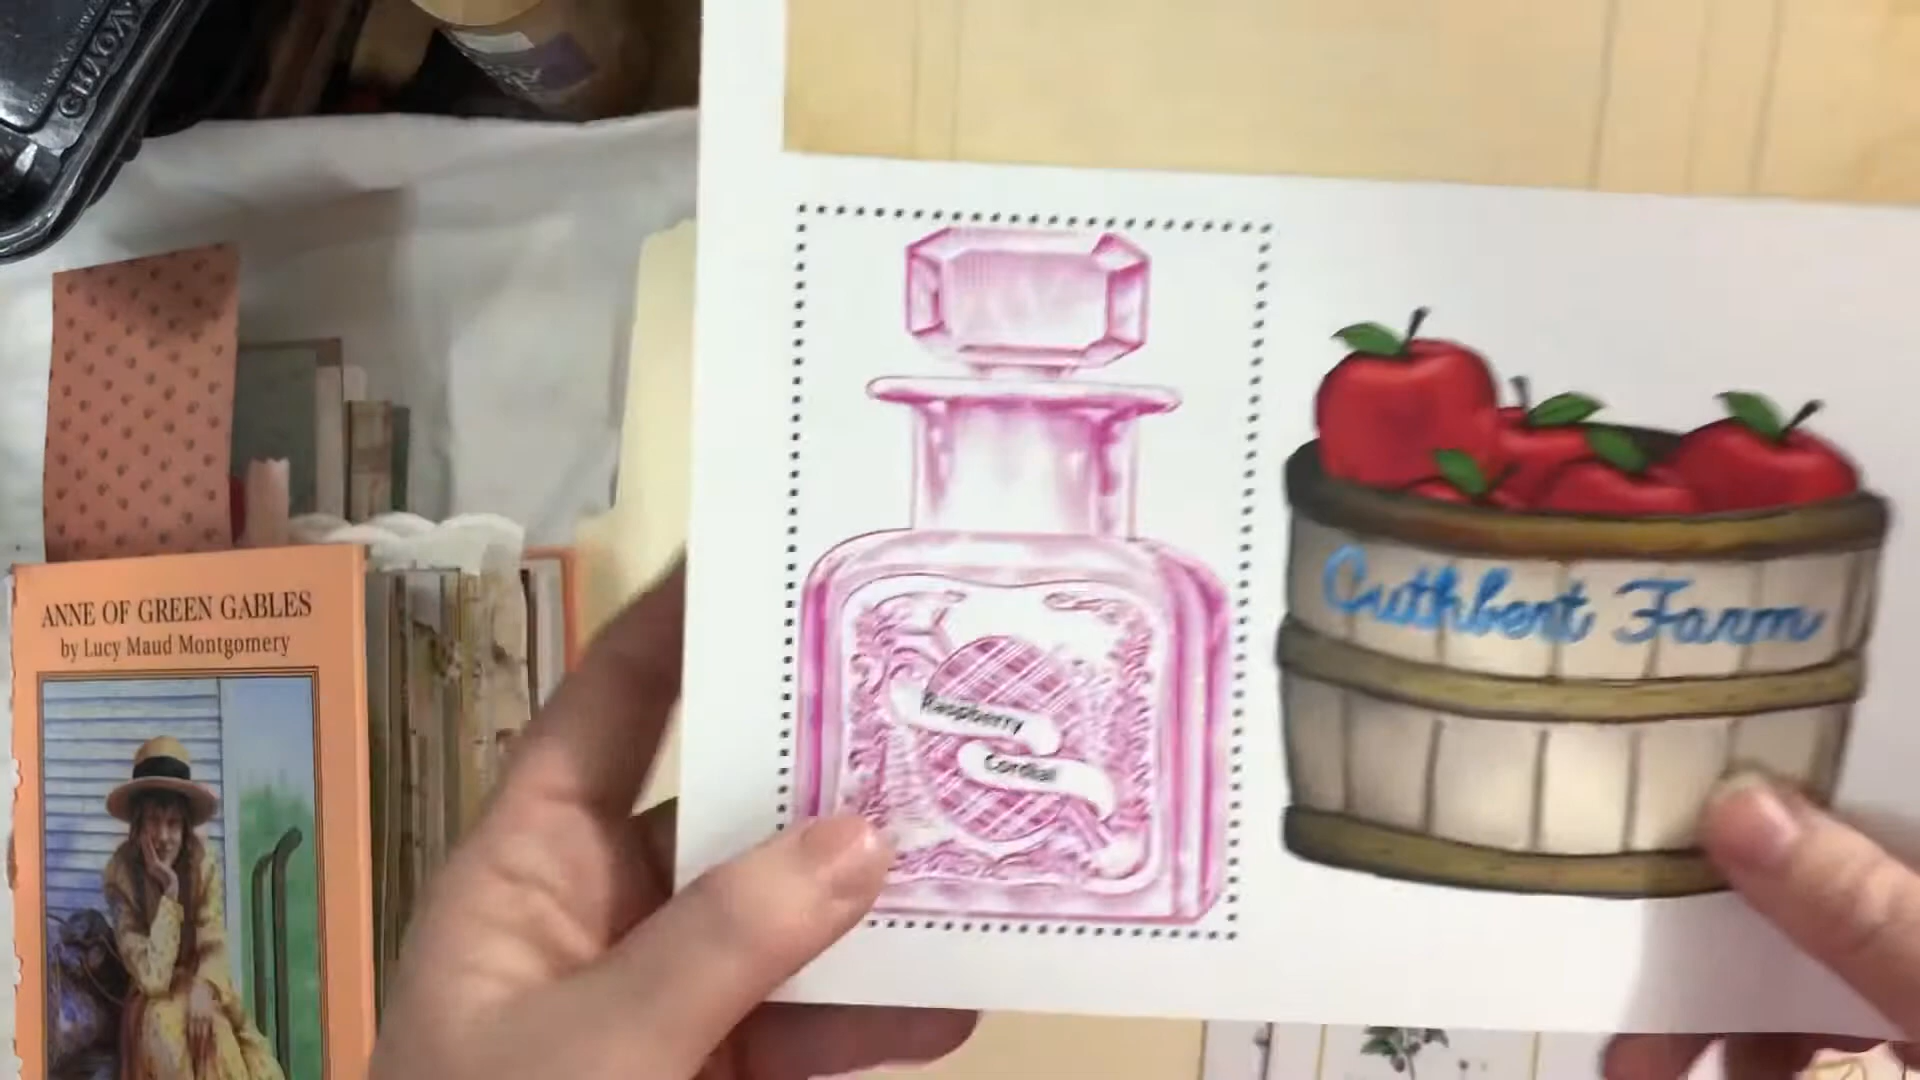 ANNE OF GREEN GABLES
by Lucy Maud Montgomery
Raspberry
Cordial
Cuthbert Farm